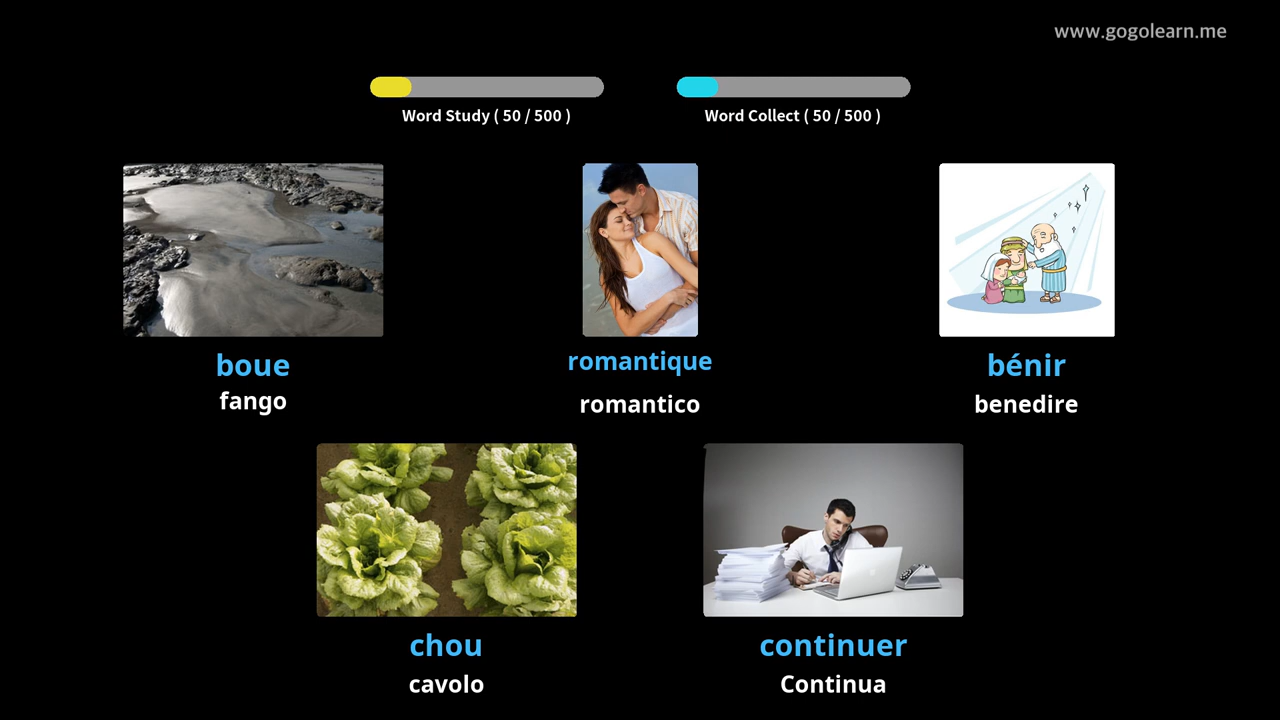 www.gogolearn.me
Word Study ( 50 / 500 )
Word Collect ( 50 / 500 )
boue
fango
romantique
romantico
bénir
benedire
chou
cavolo
continuer
Continua